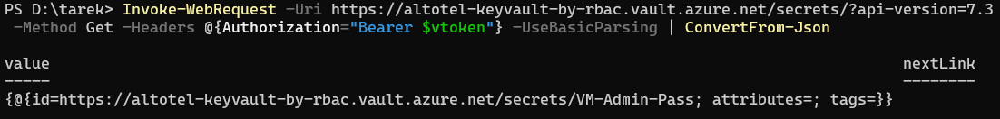 PS D:\tarek> Invoke-WebRequest -Uri https://altotel-keyvault-by-rbac.vault.azure.net/secrets/?api-version=7.3
-Method Get -Headers @{Authorization="Bearer $vtoken"} -UseBasicParsing | ConvertFrom-Json
value nextLink
----- --------
{@{id=https://altotel-keyvault-by-rbac.vault.azure.net/secrets/VM-Admin-Pass; attributes=; tags=}}